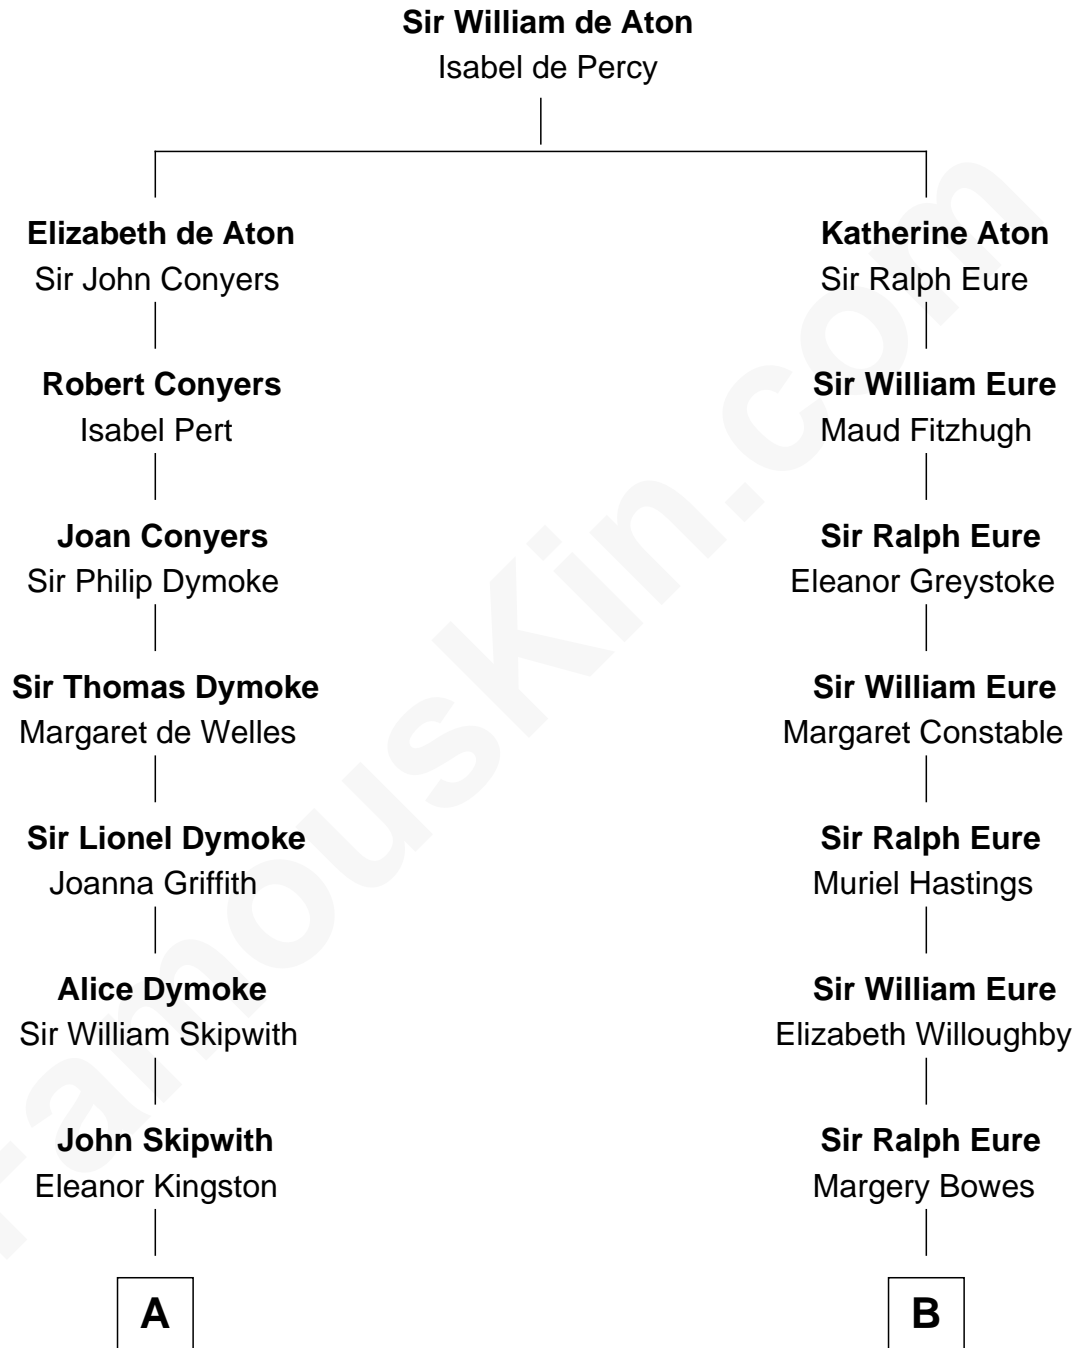 Sir William de Aton
Isabel de Percy
Elizabeth de Aton
Sir John Conyers
Katherine Aton
Sir Ralph Eure
Robert Conyers
Isabel Pert
Sir William Eure
Maud Fitzhugh
Joan Conyers
Sir Philip Dymoke
Sir Ralph Eure
Eleanor Greystoke
Sir Thomas Dymoke
Margaret de Welles
Sir William Eure
Margaret Constable
Sir Lionel Dymoke
Joanna Griffith
Sir Ralph Eure
Muriel Hastings
Alice Dymoke
Sir William Skipwith
Sir William Eure
Elizabeth Willoughby
John Skipwith
Eleanor Kingston
Sir Ralph Eure
Margery Bowes
A
B
FamousKin.com